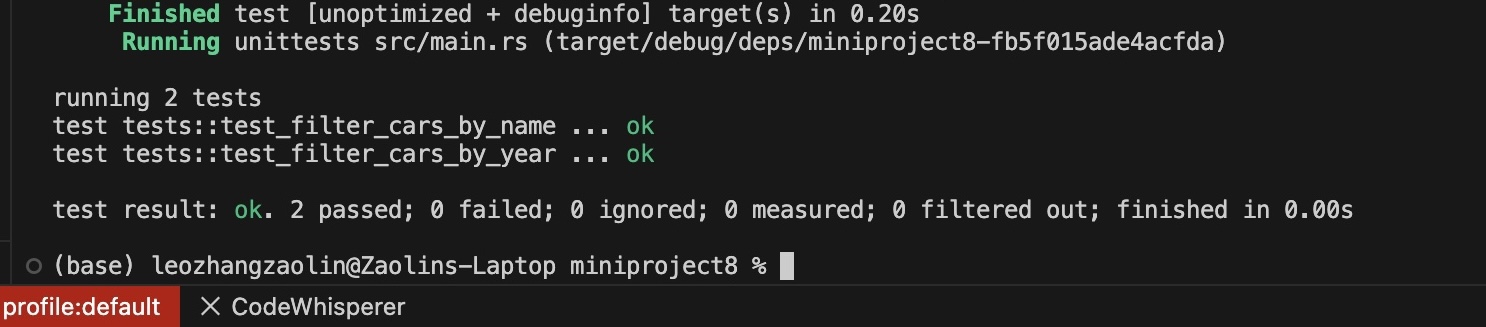 Finished test [unoptimized + debuginfo] target(s) in 0.20s
Running unittests src/main.rs (target/debug/deps/miniproject8-fb5f015ade4acfda)
running 2 tests
test tests::test_filter_cars_by_name ... ok
test tests::test_filter_cars_by_year ... ok
test result: ok. 2 passed; 0 failed; 0 ignored; 0 measured; 0 filtered out; finished in 0.00s
(base) leozhangzaolin@Zaolins-Laptop miniproject8 %
profile:default CodeWhisperer